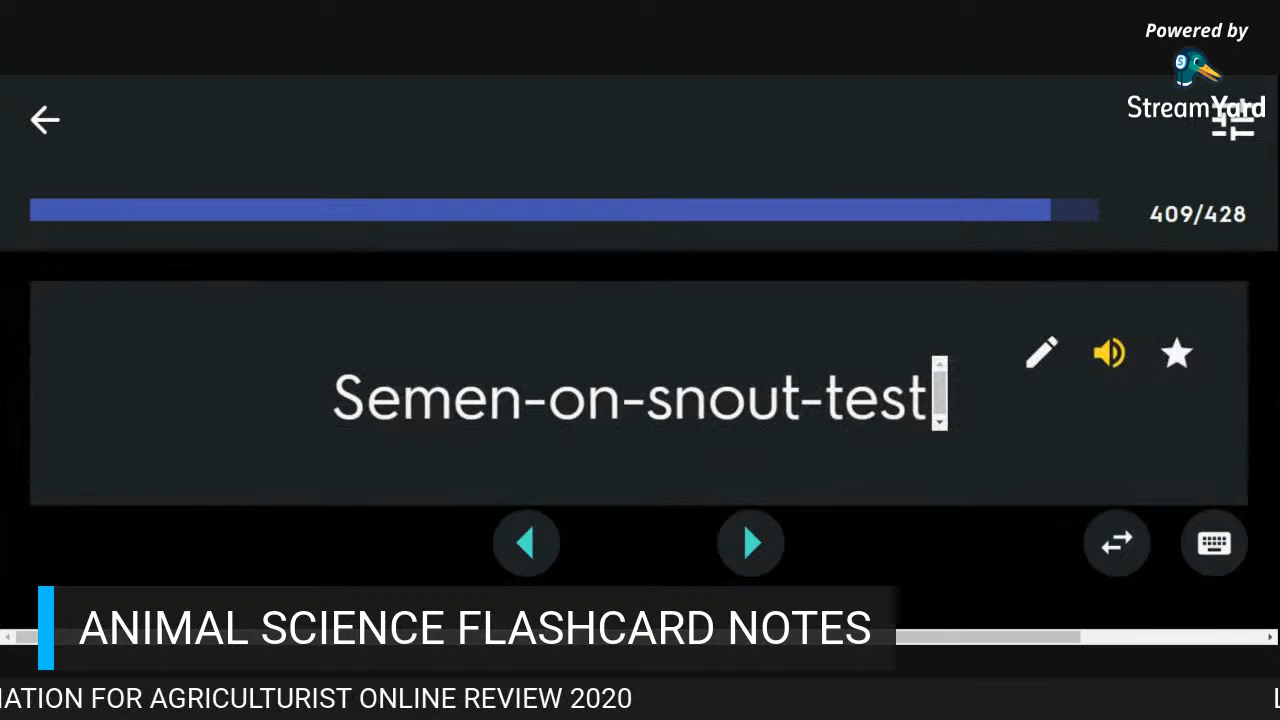 Powered by
StreamYard
409/428
Semen-on-snout-test
ANIMAL SCIENCE FLASHCARD NOTES
IATION FOR AGRICULTURIST ONLINE REVIEW 2020